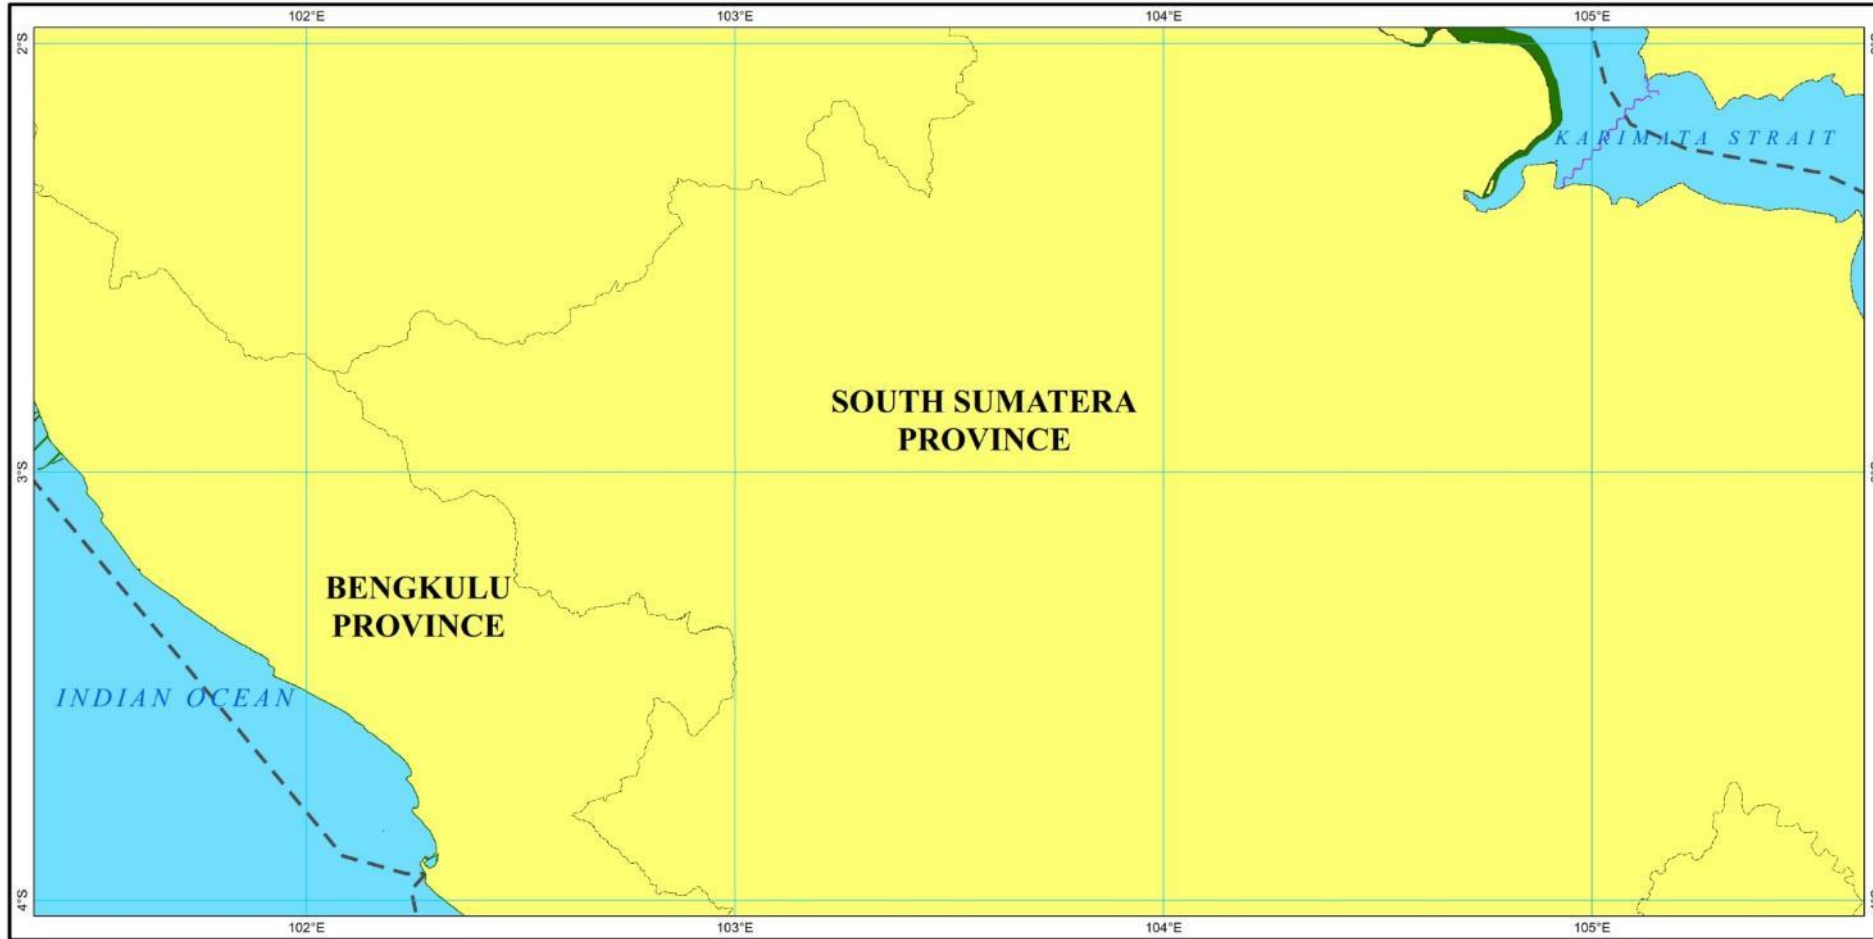 102°E
103°E
104°E
105°E
2°S
KARIMATA STRAIT
SOUTH SUMATERA
PROVINCE
3°S
BENGKULU
PROVINCE
INDIAN OCEAN
4°S
102°E
103°E
104°E
105°E